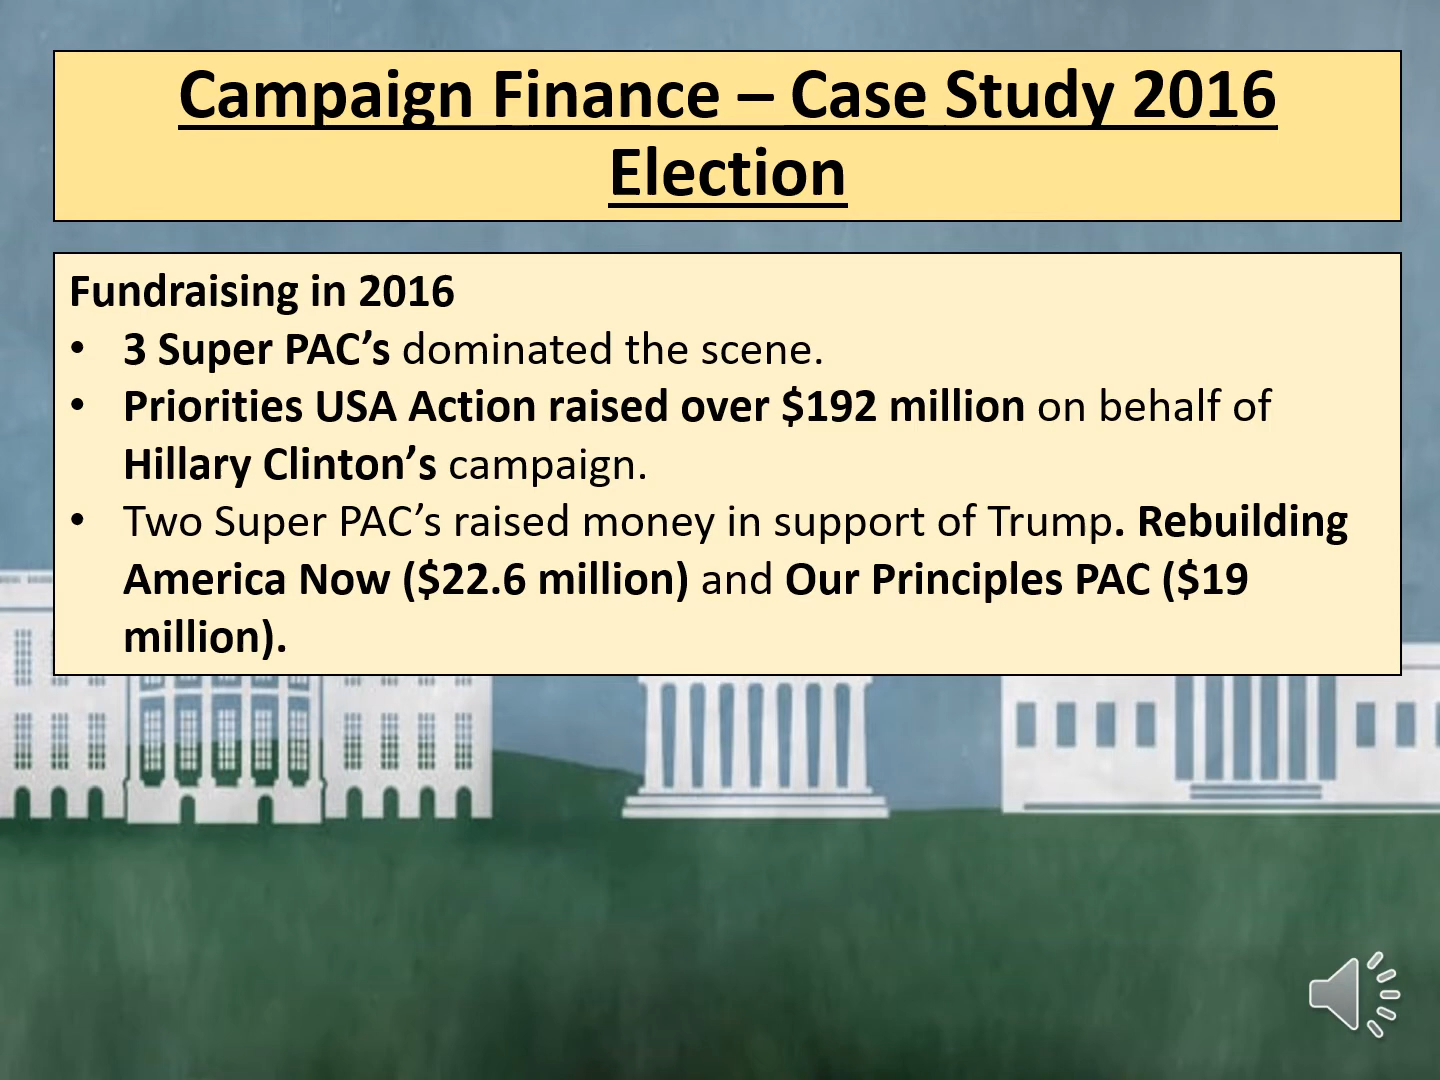 Campaign Finance – Case Study 2016
Election
Fundraising in 2016
• 3 Super PAC’s dominated the scene.
• Priorities USA Action raised over $192 million on behalf of
Hillary Clinton’s campaign.
• Two Super PAC’s raised money in support of Trump. Rebuilding
America Now ($22.6 million) and Our Principles PAC ($19
million).